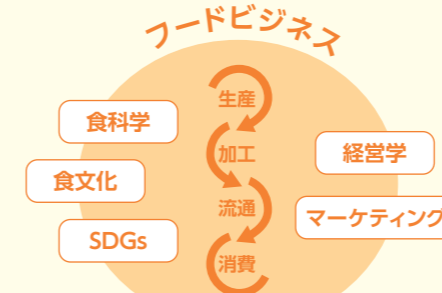 フードビジネス
生産
加工
流通
消費
食科学
食文化
SDGs
経営学
マーケティング